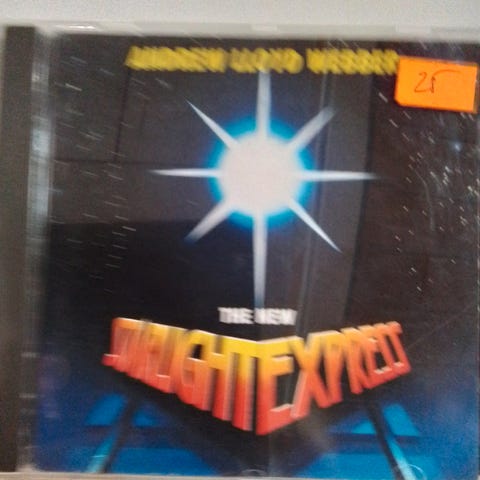 ANDREW LLOYD WEBBER
25
THE NEW
STARLIGHT EXPRESS